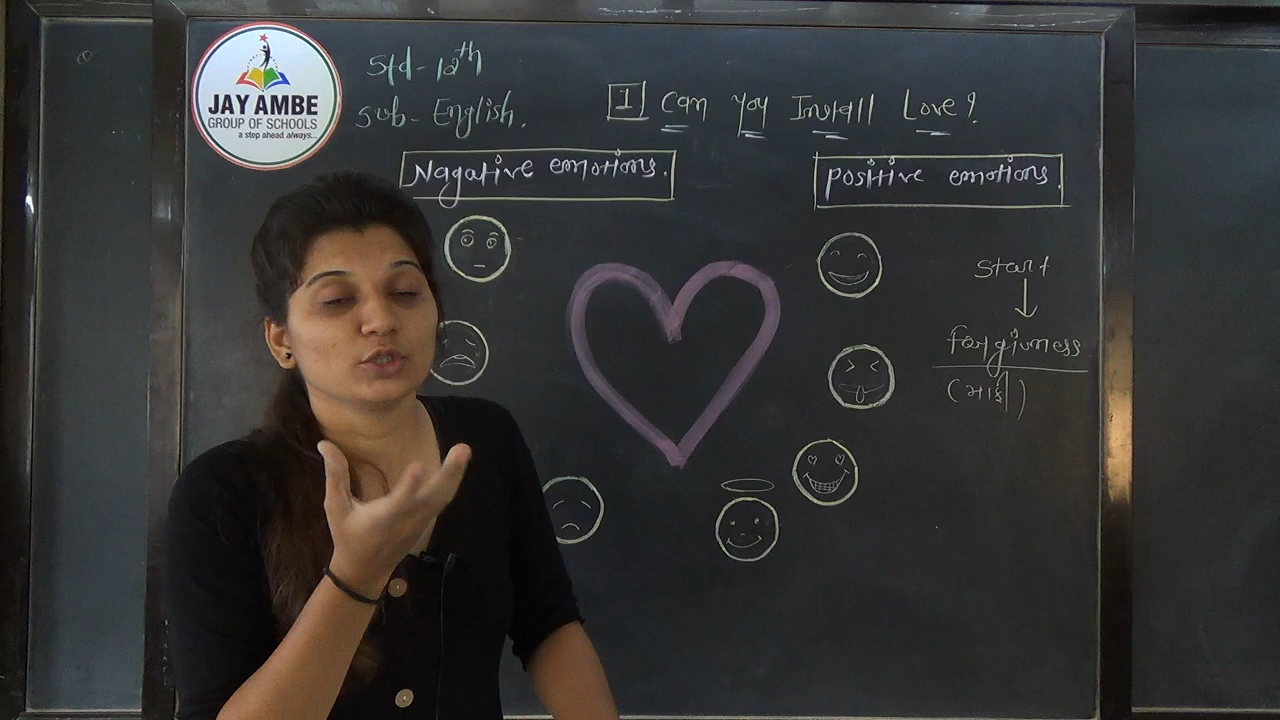 JAY AMBE
GROUP OF SCHOOLS
a step ahead always...
Std - 12th
Sub - English.
1 Can you Install Love?
Nagative emotions.
Positive emotions.
Start
Forgivness
(માફી)